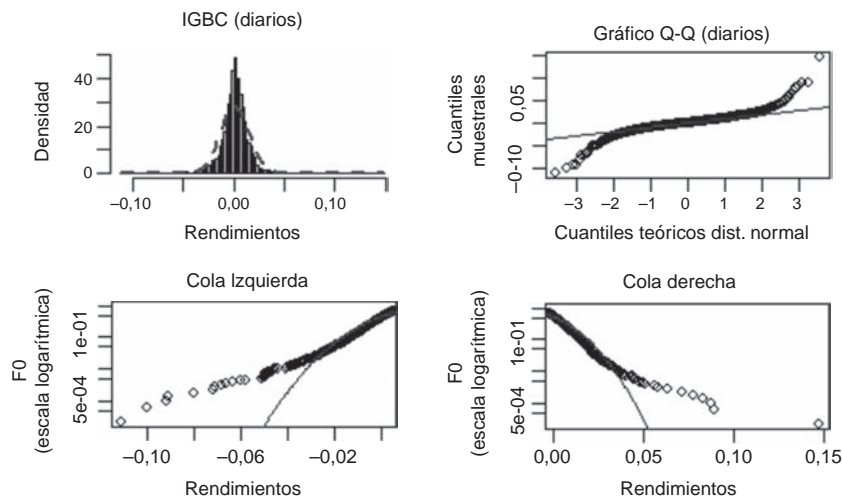 IGBC (diarios)
Densidad
40
20
0
–0,10
0,00
0,10
Rendimientos
Gráfico Q-Q (diarios)
Cuantiles
muestrales
0,05
–0-10
–3
–2
–1
0
1
2
3
Cuantiles teóricos dist. normal
Cola Izquierda
F0
(escala logarítmica)
1e-01
5e-04
–0,10
–0,06
–0,02
Rendimientos
Cola derecha
F0
(escala logarítmica)
1e-01
5e-04
0,00
0,05
0,10
0,15
Rendimientos